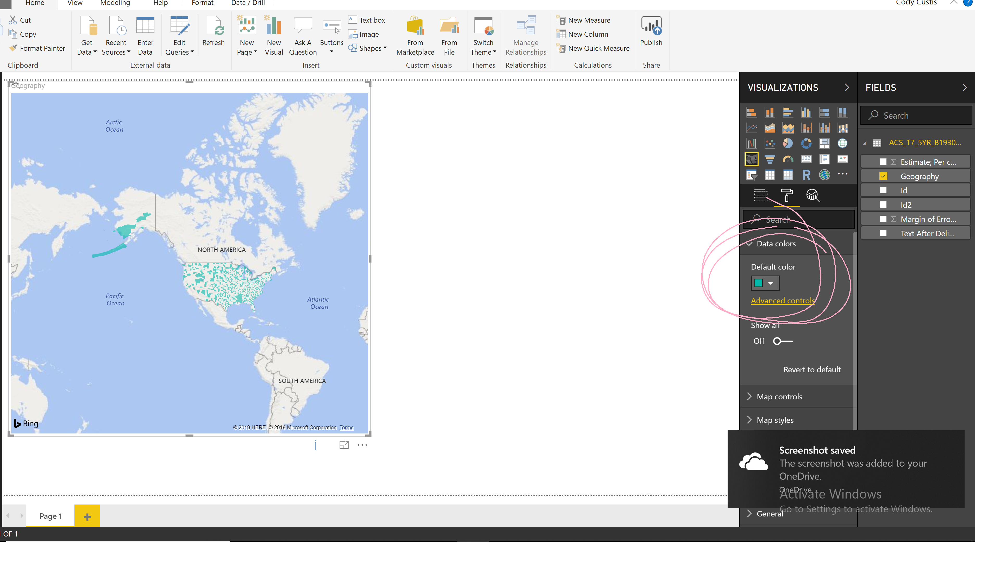 Home View Modeling Help Format Data / Drill Cody Custis ?
Cut
Copy
Format Painter
Clipboard
Get Data
Recent Sources
Enter Data
Edit Queries
Refresh
External data
New Page
New Visual
Ask A Question
Buttons
Text box
Image
Shapes
Insert
From Marketplace
From File
Custom visuals
Switch Theme
Themes
Manage Relationships
Relationships
New Measure
New Column
New Quick Measure
Calculations
Publish
Share
Geography
Arctic
Ocean
NORTH AMERICA
Pacific
Ocean
Atlantic
Ocean
SOUTH AMERICA
Bing
© 2019 HERE, © 2019 Microsoft Corporation Terms
VISUALIZATIONS
123
R
Search
Data colors
Default color
Advanced controls
Show all
Off
Revert to default
Map controls
Map styles
General
FIELDS
Search
ACS_17_5YR_B1930...
Estimate; Per c...
Geography
Id
Id2
Margin of Erro...
Text After Deli...
Screenshot saved
The screenshot was added to your
OneDrive.
OneDrive
Activate Windows
Go to Settings to activate Windows.
Page 1
OF 1